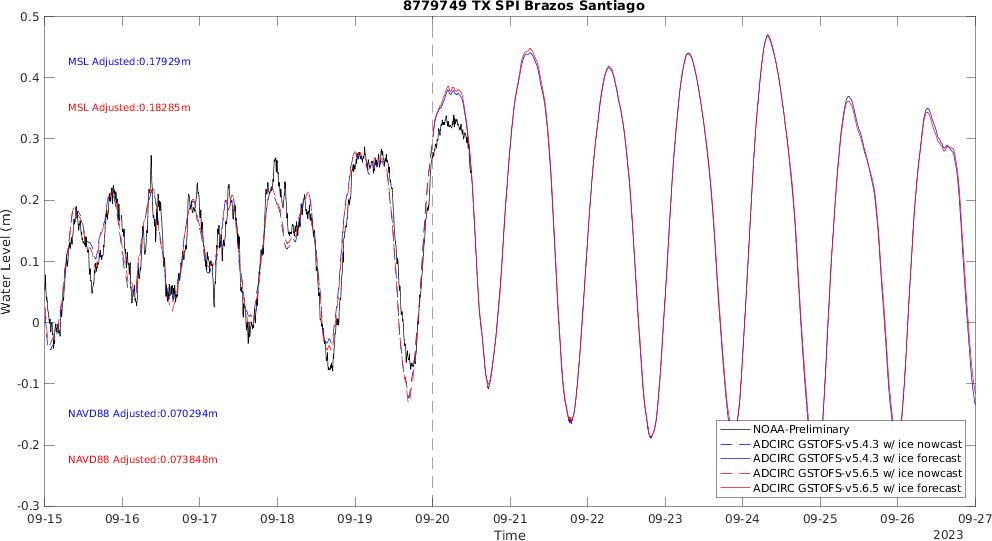 8779749 TX SPI Brazos Santiago
0.5
0.4
0.3
0.2
0.1
0
-0.1
-0.2
-0.3
Water Level (m)
MSL Adjusted:0.17929m
MSL Adjusted:0.18285m
NAVD88 Adjusted:0.070294m
NAVD88 Adjusted:0.073848m
NOAA-Preliminary
ADCIRC GSTOFS-v5.4.3 w/ ice nowcast
ADCIRC GSTOFS-v5.4.3 w/ ice forecast
ADCIRC GSTOFS-v5.6.5 w/ ice nowcast
ADCIRC GSTOFS-v5.6.5 w/ ice forecast
09-15 09-16 09-17 09-18 09-19 09-20 09-21 09-22 09-23 09-24 09-25 09-26 09-27
Time
2023